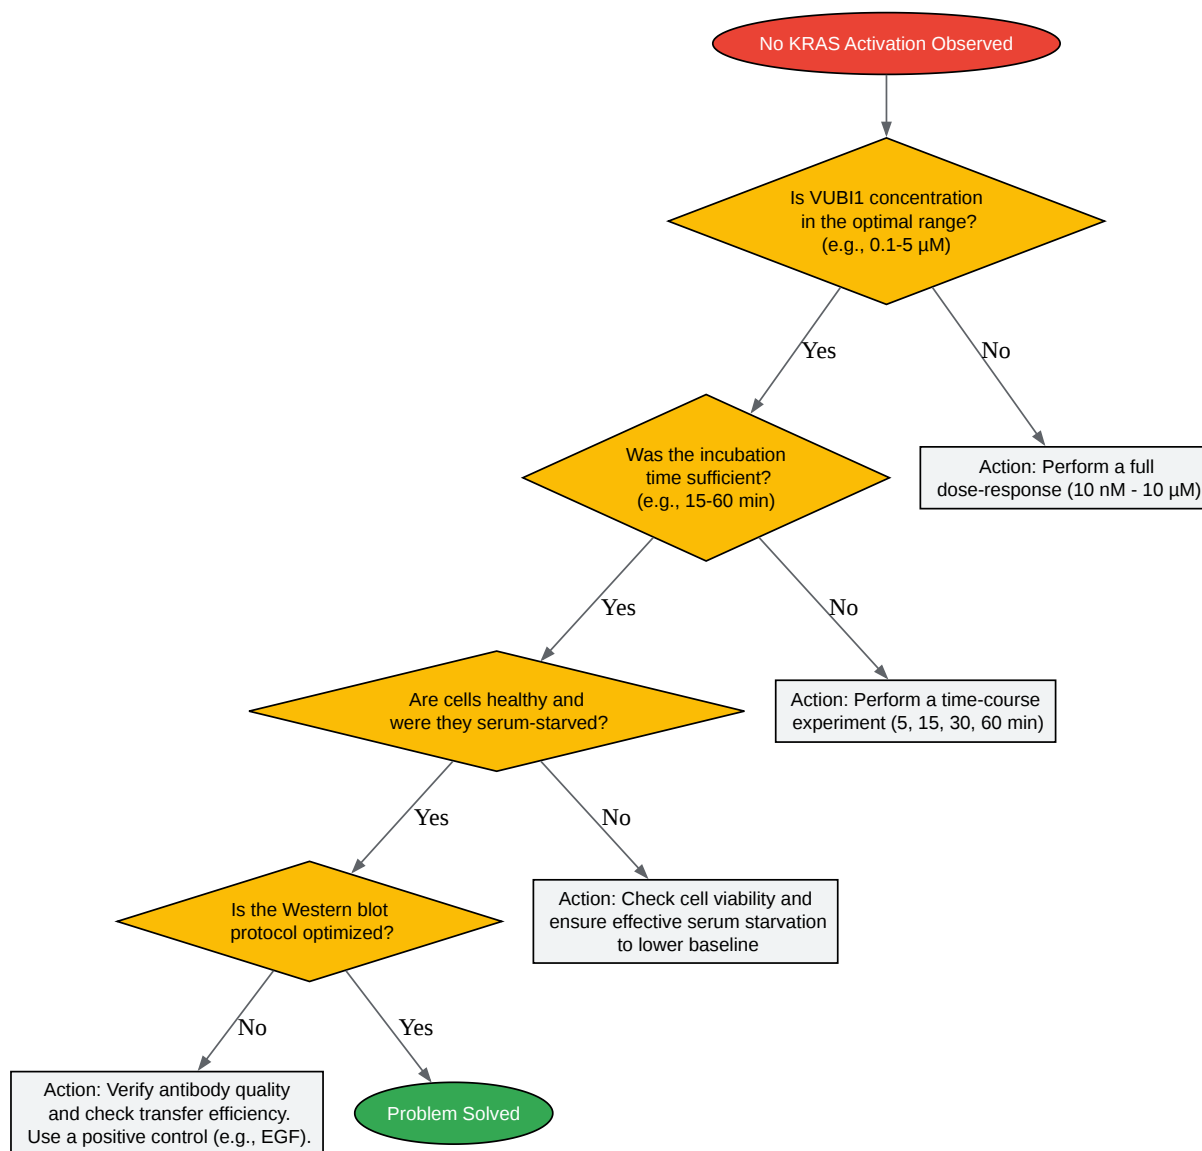 No KRAS Activation Observed
Is VUBI1 concentration
in the optimal range?
(e.g., 0.1-5 µM)
Yes
No
Was the incubation
time sufficient?
(e.g., 15-60 min)
Action: Perform a full
dose-response (10 nM - 10 µM)
Yes
No
Are cells healthy and
were they serum-starved?
Action: Perform a time-course
experiment (5, 15, 30, 60 min)
Yes
No
Is the Western blot
protocol optimized?
Action: Check cell viability and
ensure effective serum starvation
to lower baseline
No
Yes
Action: Verify antibody quality
and check transfer efficiency.
Use a positive control (e.g., EGF).
Problem Solved